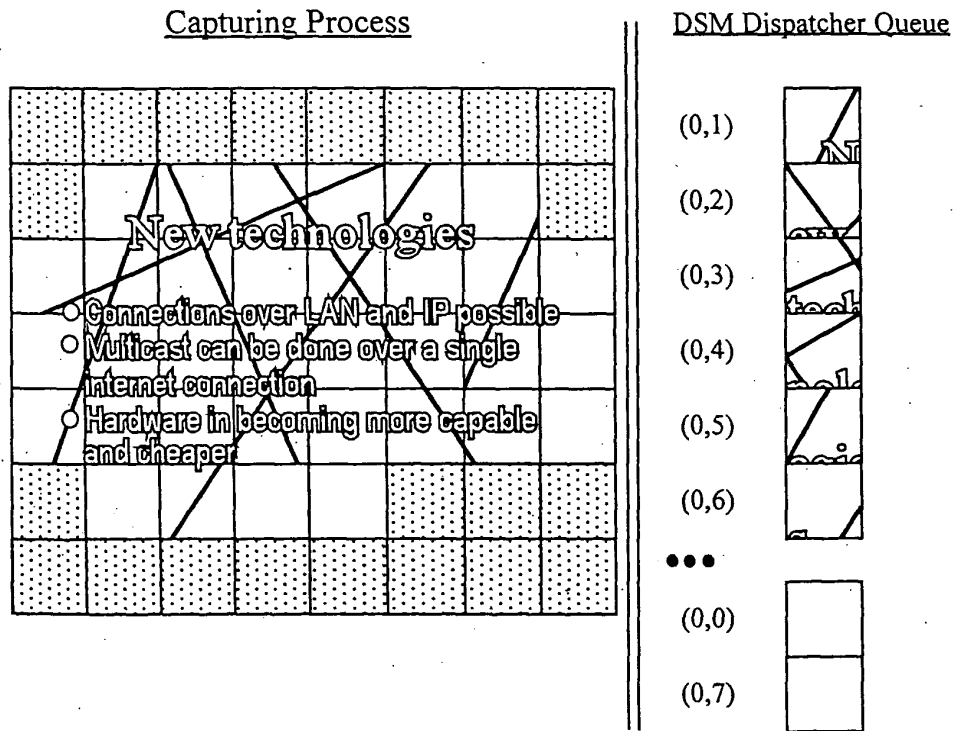 Capturing Process
New technologies
Connections over LAN and IP possible
Multicast can be done over a single
internet connection
Hardware in becoming more capable
and cheaper
DSM Dispatcher Queue
(0,1)
N
(0,2)
(0,3)
tech
(0,4)
(0,5)
(0,6)
(0,0)
(0,7)